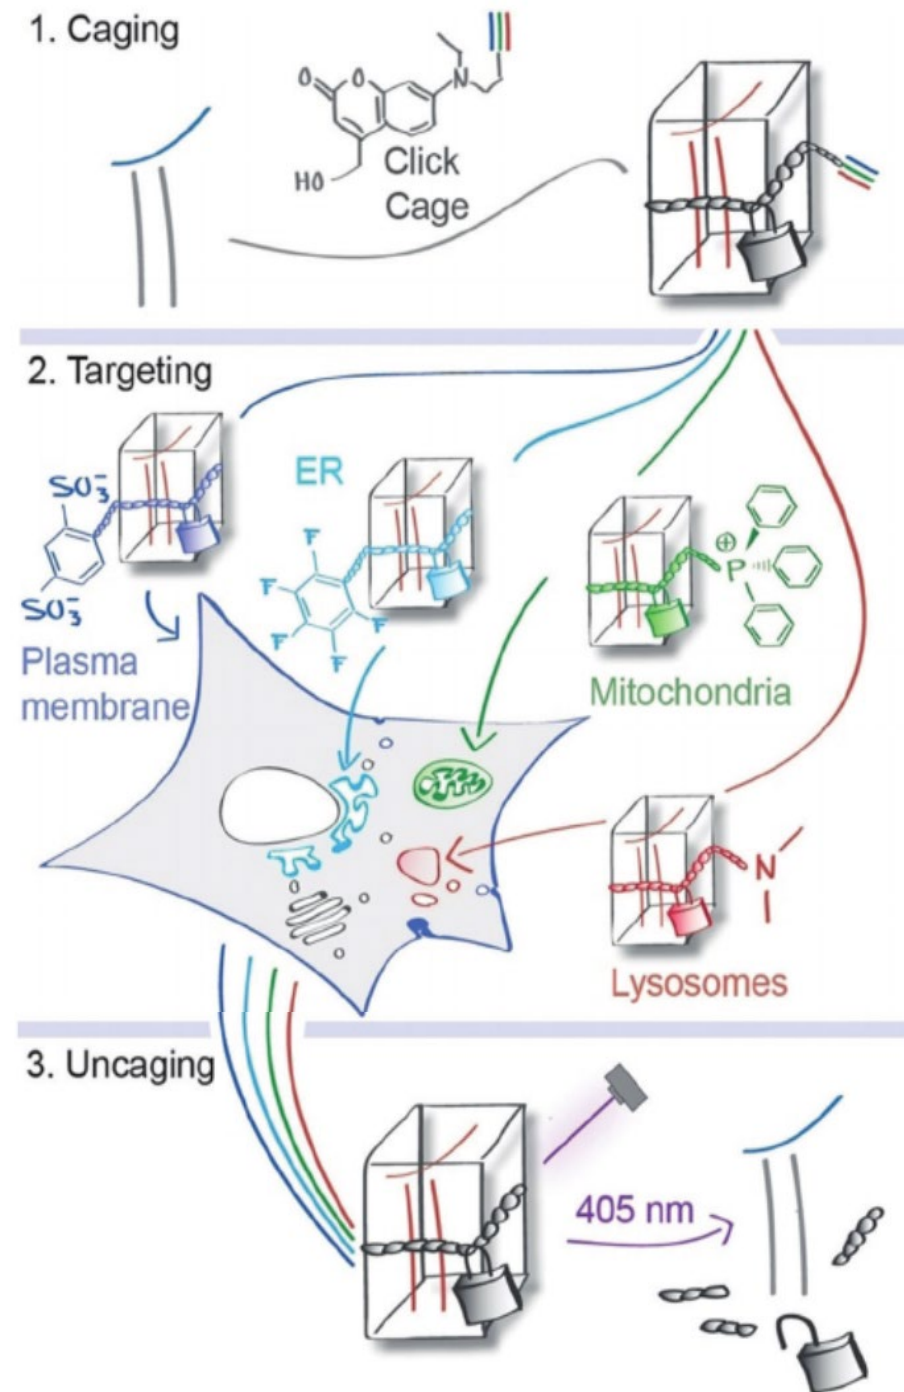 1. Caging
O
O
N
HO
Click
Cage
2. Targeting
SO₃⁻
SO₃⁻
Plasma
membrane
ER
F
F
F
F
F
⊕
P
Mitochondria
N
Lysosomes
3. Uncaging
405 nm